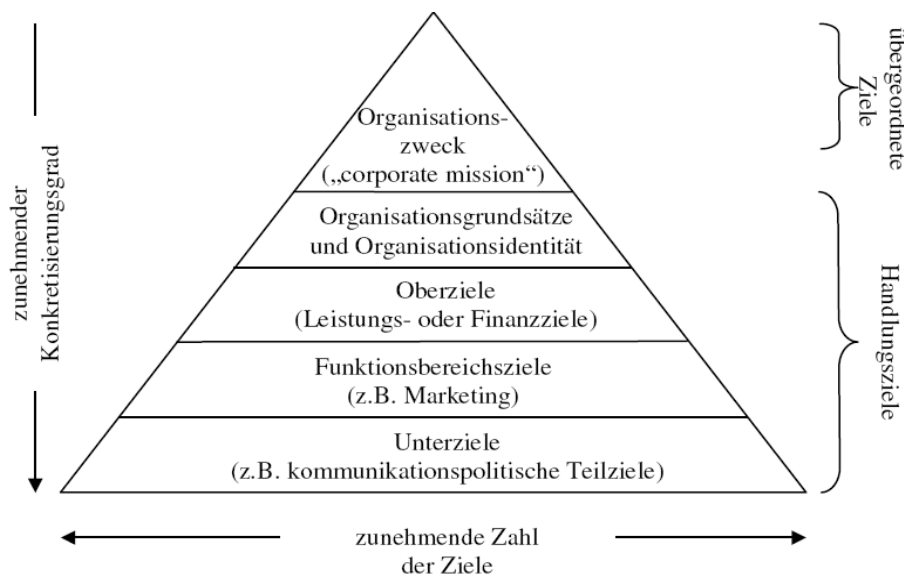 zunehmender
Konkretisierungsgrad
Organisations-
zweck
(„corporate mission“)
Organisationsgrundsätze
und Organisationsidentität
Oberziele
(Leistungs- oder Finanzziele)
Funktionsbereichsziele
(z.B. Marketing)
Unterziele
(z.B. kommunikationspolitische Teilziele)
übergeordnete
Ziele
Handlungsziele
zunehmende Zahl
der Ziele